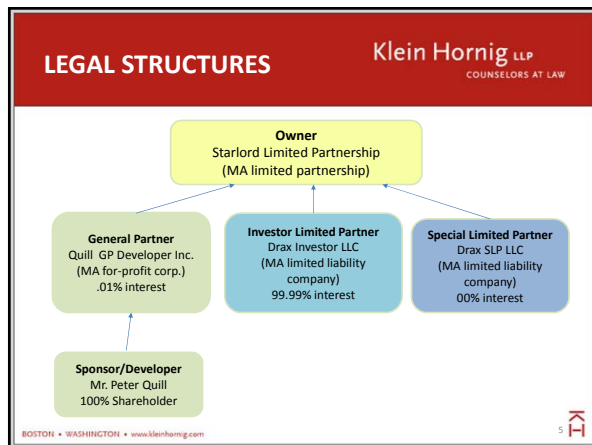 LEGAL STRUCTURES
Klein Hornig LLP
COUNSELORS AT LAW
Owner
Starlord Limited Partnership
(MA limited partnership)
General Partner
Quill GP Developer Inc.
(MA for-profit corp.)
.01% interest
Investor Limited Partner
Drax Investor LLC
(MA limited liability
company)
99.99% interest
Special Limited Partner
Drax SLP LLC
(MA limited liability
company)
00% interest
Sponsor/Developer
Mr. Peter Quill
100% Shareholder
BOSTON • WASHINGTON • www.kleinhornig.com
5
KH